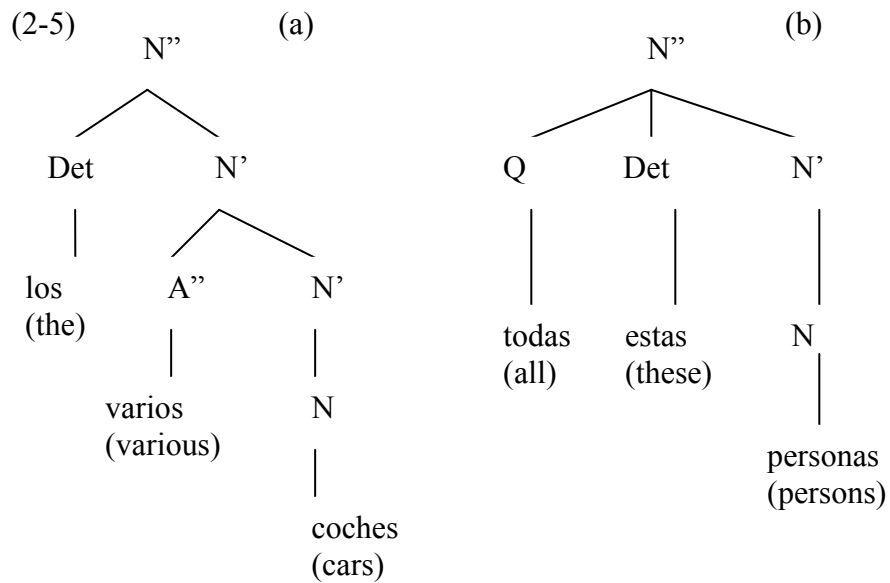 (2-5) (a) (b)
N” N”
Det N’ Q Det N’
los A” N’
(the)
todas estas N
(all) (these)
varios N
(various)
personas
(persons)
coches
(cars)